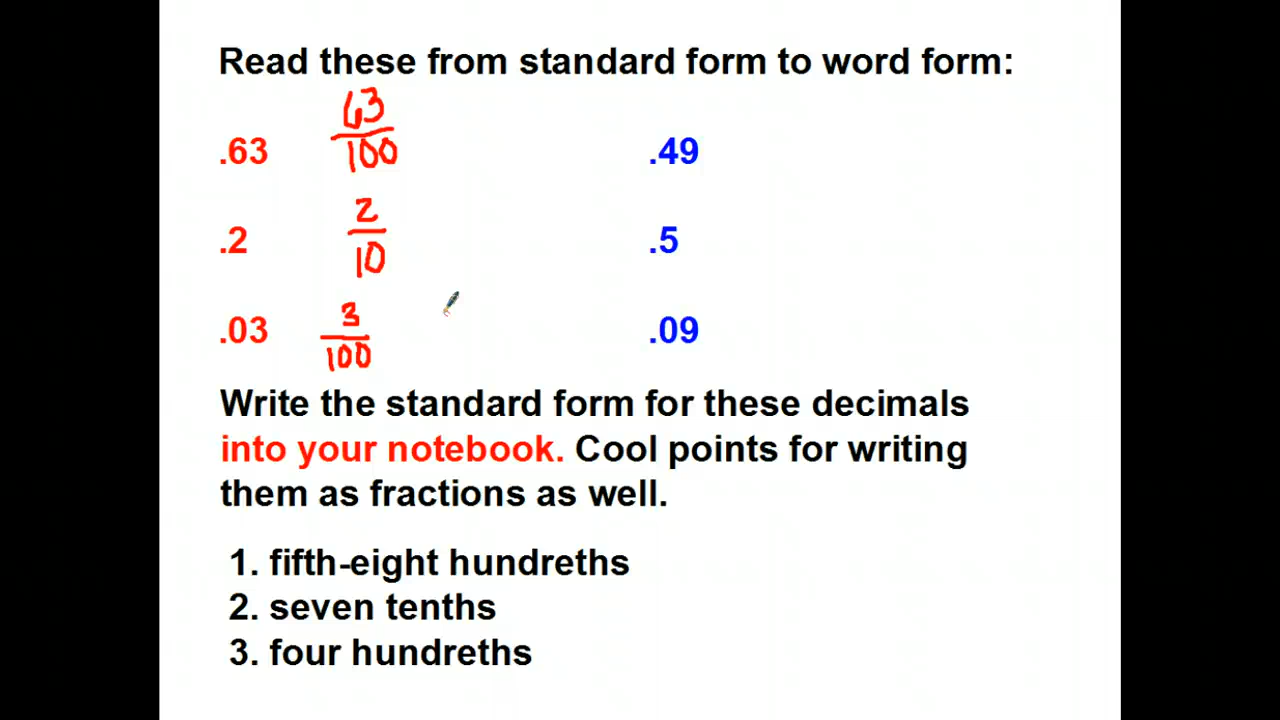 Read these from standard form to word form:
63
.63 100 .49
2
.2 10 .5
3
.03 100 .09
Write the standard form for these decimals
into your notebook. Cool points for writing
them as fractions as well.
1. fifth-eight hundreths
2. seven tenths
3. four hundreths